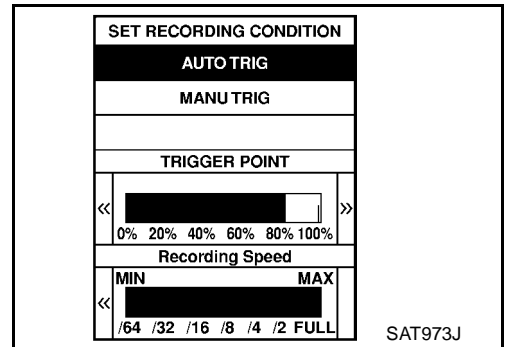 SET RECORDING CONDITION
AUTO TRIG
MANU TRIG
TRIGGER POINT
« »
0% 20% 40% 60% 80% 100%
Recording Speed
MIN MAX
«
/64 /32 /16 /8 /4 /2 FULL
SAT973J